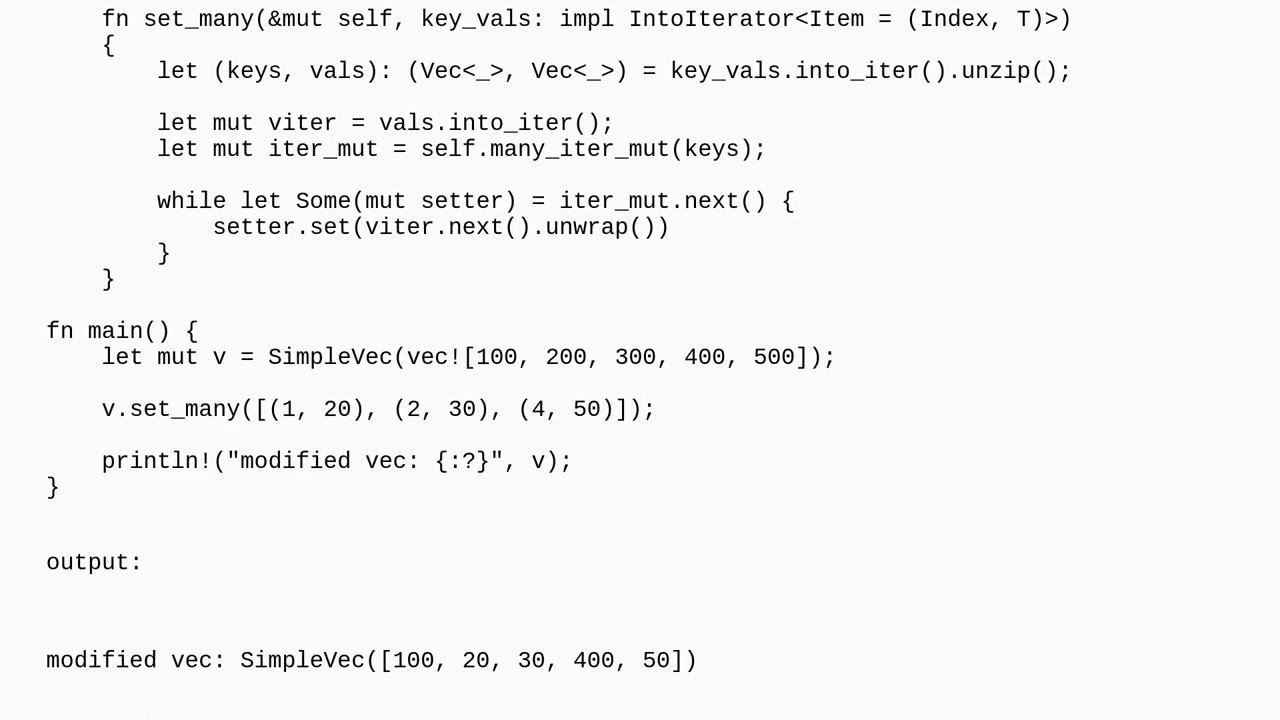 fn set_many(&mut self, key_vals: impl IntoIterator<Item = (Index, T)>)
{
let (keys, vals): (Vec<_>, Vec<_>) = key_vals.into_iter().unzip();
let mut viter = vals.into_iter();
let mut iter_mut = self.many_iter_mut(keys);
while let Some(mut setter) = iter_mut.next() {
setter.set(viter.next().unwrap())
}
}
fn main() {
let mut v = SimpleVec(vec![100, 200, 300, 400, 500]);
v.set_many([(1, 20), (2, 30), (4, 50)]);
println!("modified vec: {:?}", v);
}
output:
modified vec: SimpleVec([100, 20, 30, 400, 50])